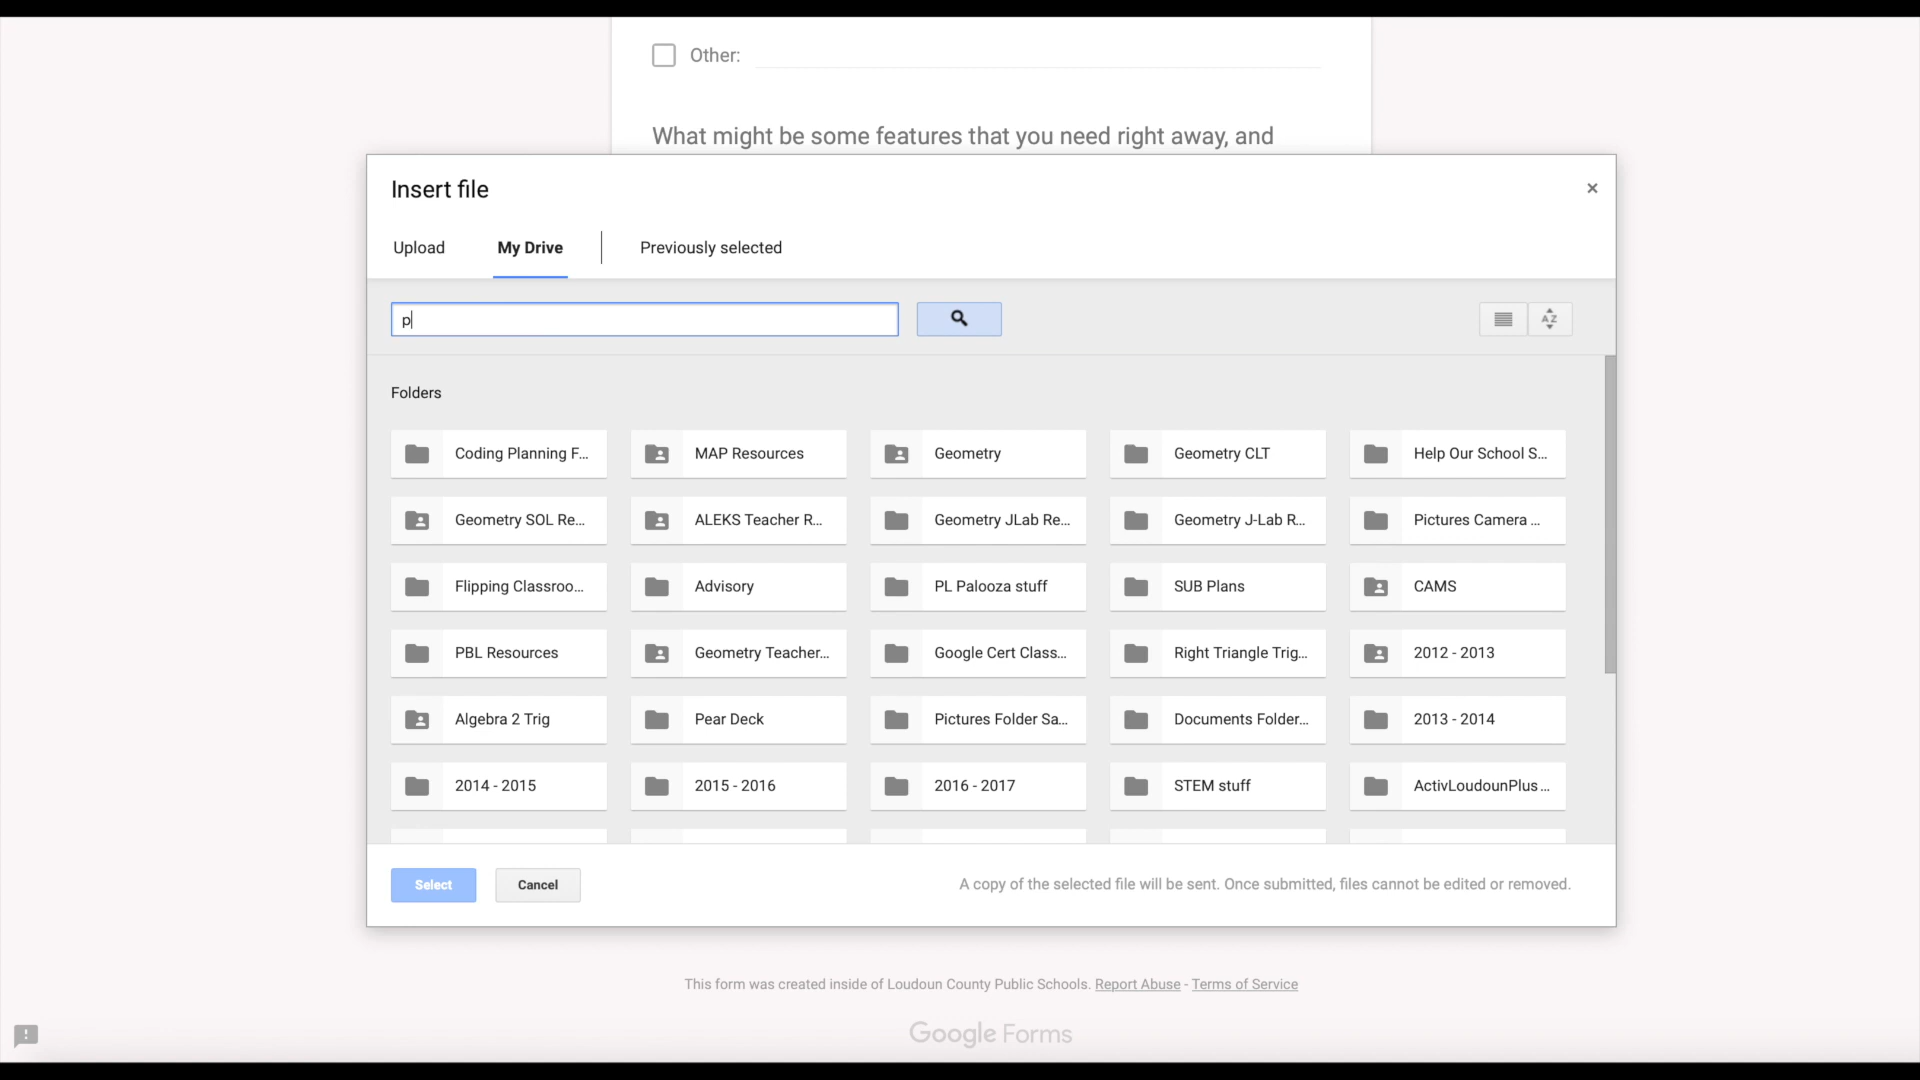 Other:
What might be some features that you need right away, and
Insert file
×
Upload My Drive Previously selected
p
A Z
Folders
Coding Planning F... MAP Resources Geometry Geometry CLT Help Our School S...
Geometry SOL Re... ALEKS Teacher R... Geometry JLab Re... Geometry J-Lab R... Pictures Camera ...
Flipping Classroo... Advisory PL Palooza stuff SUB Plans CAMS
PBL Resources Geometry Teacher... Google Cert Class... Right Triangle Trig... 2012 - 2013
Algebra 2 Trig Pear Deck Pictures Folder Sa... Documents Folder... 2013 - 2014
2014 - 2015 2015 - 2016 2016 - 2017 STEM stuff ActivLoudounPlus ...
Select Cancel A copy of the selected file will be sent. Once submitted, files cannot be edited or removed.
This form was created inside of Loudoun County Public Schools. Report Abuse - Terms of Service
Google Forms